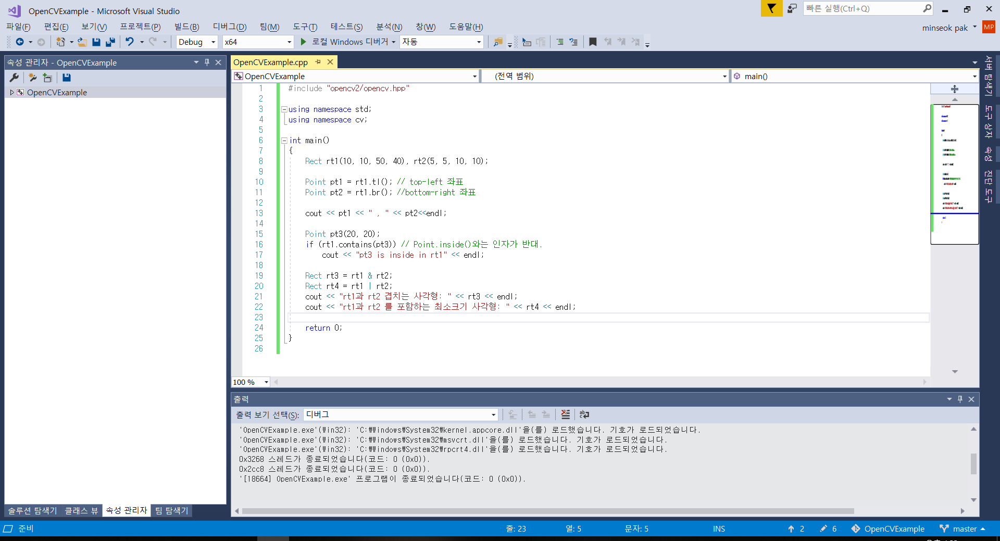 OpenCVExample - Microsoft Visual Studio
빠른 실행(Ctrl+Q)
파일(F) 편집(E) 보기(V) 프로젝트(P) 빌드(B) 디버그(D) 팀(M) 도구(T) 테스트(S) 분석(N) 창(W) 도움말(H)
minseok pak MP
Debug x64 로컬 Windows 디버거 자동
속성 관리자 - OpenCVExample
OpenCVExample
솔루션 탐색기 클래스 뷰 속성 관리자 팀 탐색기
OpenCVExample.cpp
OpenCVExample (전역 범위) main()
1 #include "opencv2/opencv.hpp"
2
3 using namespace std;
4 using namespace cv;
5
6 int main()
7 {
8 Rect rt1(10, 10, 50, 40), rt2(5, 5, 10, 10);
9
10 Point pt1 = rt1.tl(); // top-left 좌표
11 Point pt2 = rt1.br(); //bottom-right 좌표
12
13 cout << pt1 << " , " << pt2<<endl;
14
15 Point pt3(20, 20);
16 if (rt1.contains(pt3)) // Point.inside()와는 인자가 반대.
17 cout << "pt3 is inside in rt1" << endl;
18
19 Rect rt3 = rt1 & rt2;
20 Rect rt4 = rt1 | rt2;
21 cout << "rt1과 rt2 겹치는 사각형: " << rt3 << endl;
22 cout << "rt1과 rt2 를 포함하는 최소크기 사각형: " << rt4 << endl;
23
24 return 0;
25 }
26
100 %
서버 탐색기
도구 상자
속성
진단 도구
출력
출력 보기 선택(S): 디버그
'OpenCVExample.exe'(Win32): 'C:₩Windows₩System32₩kernel.appcore.dll'을(를) 로드했습니다. 기호가 로드되었습니다.
'OpenCVExample.exe'(Win32): 'C:₩Windows₩System32₩msvcrt.dll'을(를) 로드했습니다. 기호가 로드되었습니다.
'OpenCVExample.exe'(Win32): 'C:₩Windows₩System32₩rpcrt4.dll'을(를) 로드했습니다. 기호가 로드되었습니다.
0x3268 스레드가 종료되었습니다(코드: 0 (0x0)).
0x2cc8 스레드가 종료되었습니다(코드: 0 (0x0)).
'[18664] OpenCVExample.exe' 프로그램이 종료되었습니다(코드: 0 (0x0)).
준비 줄: 23 열: 5 문자: 5 INS 2 6 OpenCVExample master